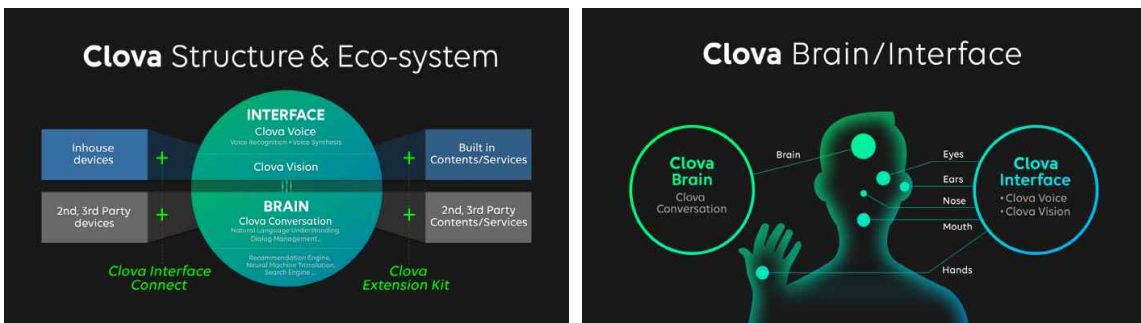 Clova Structure & Eco-system
INTERFACE
Clova Voice
Voice Recognition • Voice Synthesis
Clova Vision
Inhouse
devices
+
+
Built in
Contents/Services
BRAIN
Clova Conversation
Natural Language Understanding,
Dialog Management...
Recommendation Engine,
Neural Machine Translation,
Search Engine ...
2nd, 3rd Party
devices
+
+
2nd, 3rd Party
Contents/Services
Clova Interface
Connect
Clova
Extension Kit
Clova Brain/Interface
Clova
Brain
Clova
Conversation
Brain
Eyes
Ears
Nose
Mouth
Hands
Clova
Interface
• Clova Voice
• Clova Vision